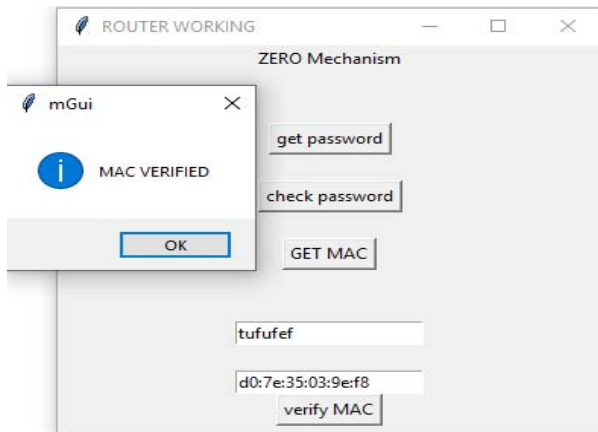 ROUTER WORKING
ZERO Mechanism
mGui
MAC VERIFIED
OK
get password
check password
GET MAC
tufufef
d0:7e:35:03:9e:f8
verify MAC